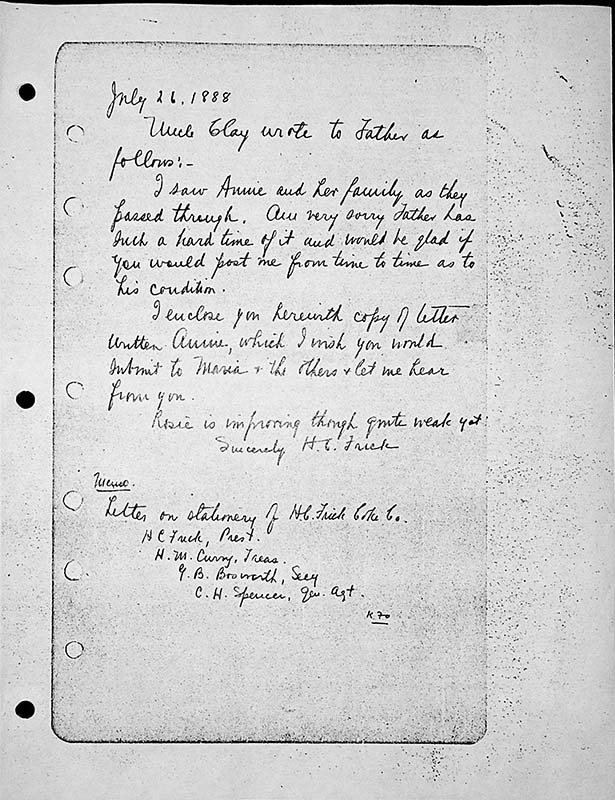 July 26, 1888
Uncle Clay wrote to Father as
follows:-
I saw Annie and her family as they
passed through. Am very sorry Father has
such a hard time of it and would be glad if
you would post me from time to time as to
his condition.
I enclose you herewith copy of letter
written Annie, which I wish you would
submit to Maria & the others & let me hear
from you.
Rosie is improving though quite weak yet
Sincerely H. C. Frick
Memo.
Letter on stationery of H.C. Frick Coke Co.
H C Frick, Prest.
H. M. Curry, Treas.
Y. B. Bosworth, Secy
C. H. Spencer, Gen. Agt.
K 70